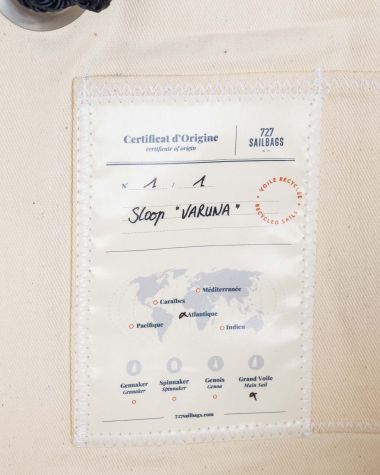 Certificat d'Origine
certificate of origin
727
SAILBAGS
N° 1 / 1
VOILE RECYCLÉE
RECYCLED SAILS
Sloop "VARUNA"
Méditerranée
Caraïbes
Atlantique
Pacifique
Indien
Gennaker Spinnaker Genois Grand Voile
Gennaker Spinnaker Genoa Main Sail
727sailbags.com